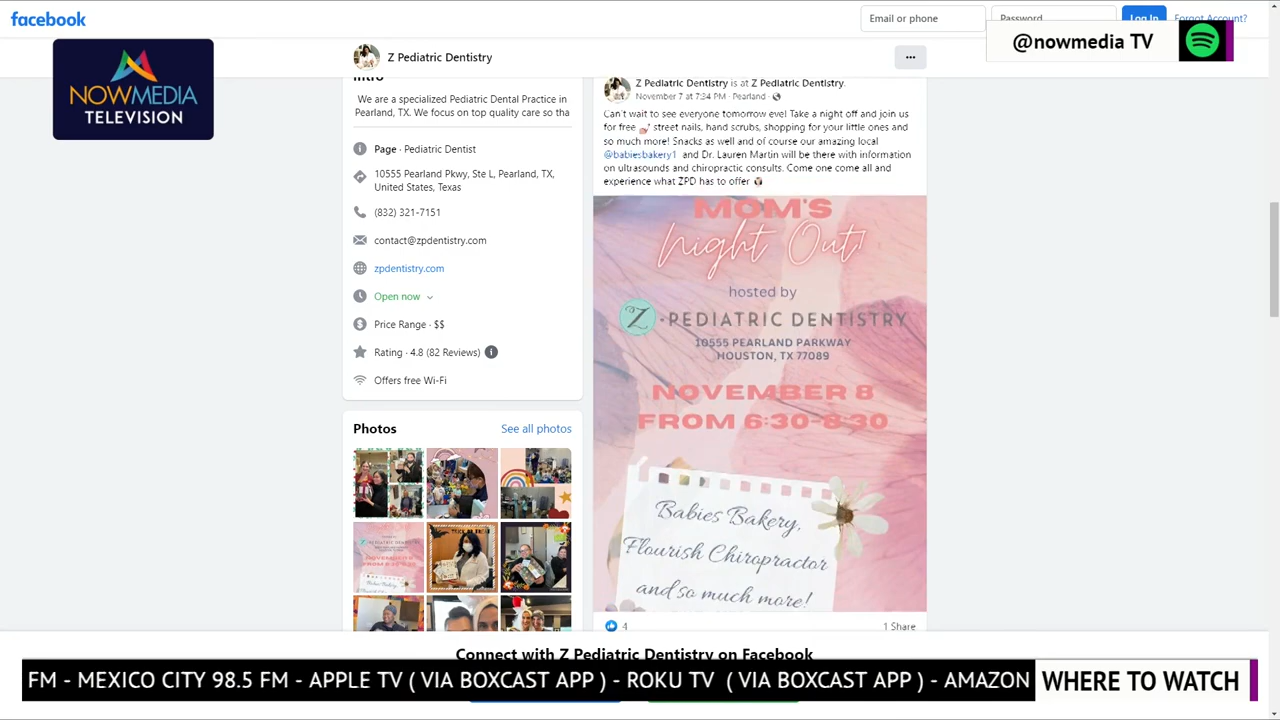 facebook
Email or phone
Password
Log In
Forgot Account?
@nowmedia TV
NOWMEDIA
TELEVISION
Z Pediatric Dentistry
Intro
We are a specialized Pediatric Dental Practice in
Pearland, TX. We focus on top quality care so tha
Page · Pediatric Dentist
10555 Pearland Pkwy, Ste L, Pearland, TX,
United States, Texas
(832) 321-7151
contact@zpdentistry.com
zpdentistry.com
Open now
Price Range · $$
Rating · 4.8 (82 Reviews)
Offers free Wi-Fi
Photos
See all photos
Z Pediatric Dentistry is at Z Pediatric Dentistry.
November 7 at 7:34 PM · Pearland ·
Can't wait to see everyone tomorrow eve! Take a night off and join us
for free 💅 street nails, hand scrubs, shopping for your little ones and
so much more! Snacks as well and of course our amazing local
@babiesbakery1 and Dr. Lauren Martin will be there with information
on ultrasounds and chiropractic consults. Come one come all and
experience what ZPD has to offer
MOM'S
Night Out!
hosted by
Z · PEDIATRIC DENTISTRY
10555 PEARLAND PARKWAY
HOUSTON, TX 77089
NOVEMBER 8
FROM 6:30-8:30
Babies Bakery,
Flourish Chiropractor
and so much more!
4
1 Share
Connect with Z Pediatric Dentistry on Facebook
FM - MEXICO CITY 98.5 FM - APPLE TV ( VIA BOXCAST APP ) - ROKU TV ( VIA BOXCAST APP ) - AMAZON
WHERE TO WATCH